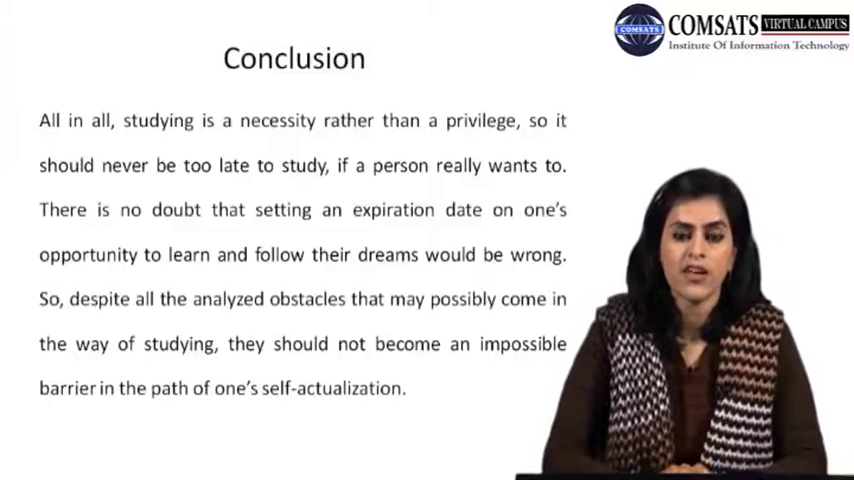 COMSATS
COMSATS VIRTUAL CAMPUS
Institute Of Information Technology
Conclusion
All in all, studying is a necessity rather than a privilege, so it
should never be too late to study, if a person really wants to.
There is no doubt that setting an expiration date on one's
opportunity to learn and follow their dreams would be wrong.
So, despite all the analyzed obstacles that may possibly come in
the way of studying, they should not become an impossible
barrier in the path of one's self-actualization.